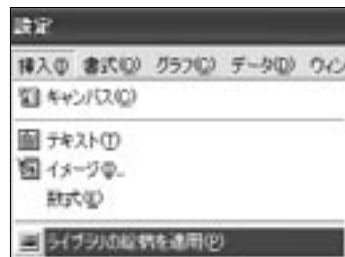 設定
挿入(I) 書式(O) グラフ(G) データ(D) ウィン
キャンバス(C)
テキスト(T)
イメージ(I)...
数式(E)
ライブラリの絵柄を適用(P)